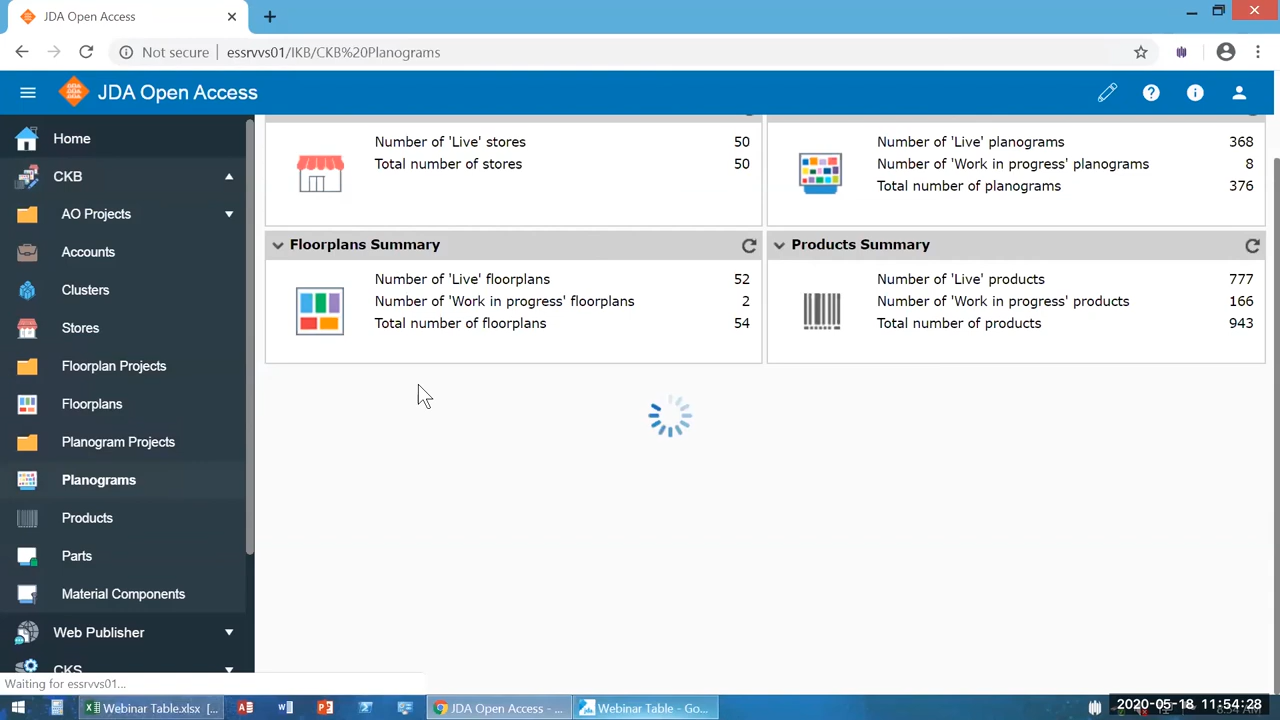 JDA Open Access
Not secure
essrvvs01/IKB/CKB%20Planograms
JDA Open Access
Home
CKB
AO Projects
Accounts
Clusters
Stores
Floorplan Projects
Floorplans
Planogram Projects
Planograms
Products
Parts
Material Components
Web Publisher
CKS
Number of 'Live' stores 50
Total number of stores 50
Number of 'Live' planograms 368
Number of 'Work in progress' planograms 8
Total number of planograms 376
Floorplans Summary
Number of 'Live' floorplans 52
Number of 'Work in progress' floorplans 2
Total number of floorplans 54
Products Summary
Number of 'Live' products 777
Number of 'Work in progress' products 166
Total number of products 943
Waiting for essrvvs01...
Webinar Table.xlsx [...
JDA Open Access - ...
Webinar Table - Go...
2020-05-18 11:54:28